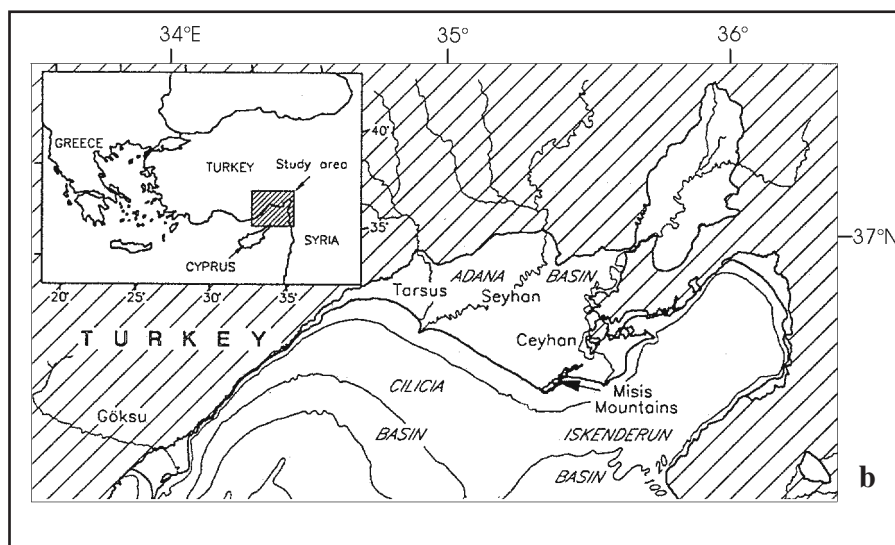 34°E
35°
36°
GREECE
TURKEY
Study area
CYPRUS
SYRIA
40'
35'
20'
25'
30'
35'
37°N
ADANA
BASIN
Tarsus
Seyhan
TURKEY
Ceyhan
CILICIA
Misis
Mountains
Göksu
BASIN
ISKENDERUN
BASIN
20
100
b